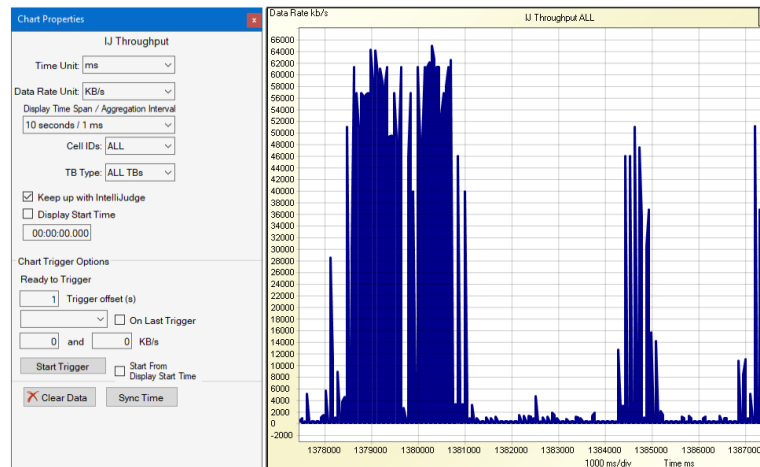 Chart Properties
x
IJ Throughput
Time Unit: ms
Data Rate Unit: KB/s
Display Time Span / Aggregation Interval
10 seconds / 1 ms
Cell IDs: ALL
TB Type: ALL TBs
Keep up with IntelliJudge
Display Start Time
00:00:00.000
Chart Trigger Options
Ready to Trigger
1 Trigger offset (s)
On Last Trigger
0 and 0 KB/s
Start Trigger
Start From
Display Start Time
Clear Data
Sync Time
Data Rate kb/s
IJ Throughput ALL
66000
64000
62000
60000
58000
56000
54000
52000
50000
48000
46000
44000
42000
40000
38000
36000
34000
32000
30000
28000
26000
24000
22000
20000
18000
16000
14000
12000
10000
8000
6000
4000
2000
0
-2000
1378000 1379000 1380000 1381000 1382000 1383000 1384000 1385000 1386000 1387000
1000 ms/div Time ms